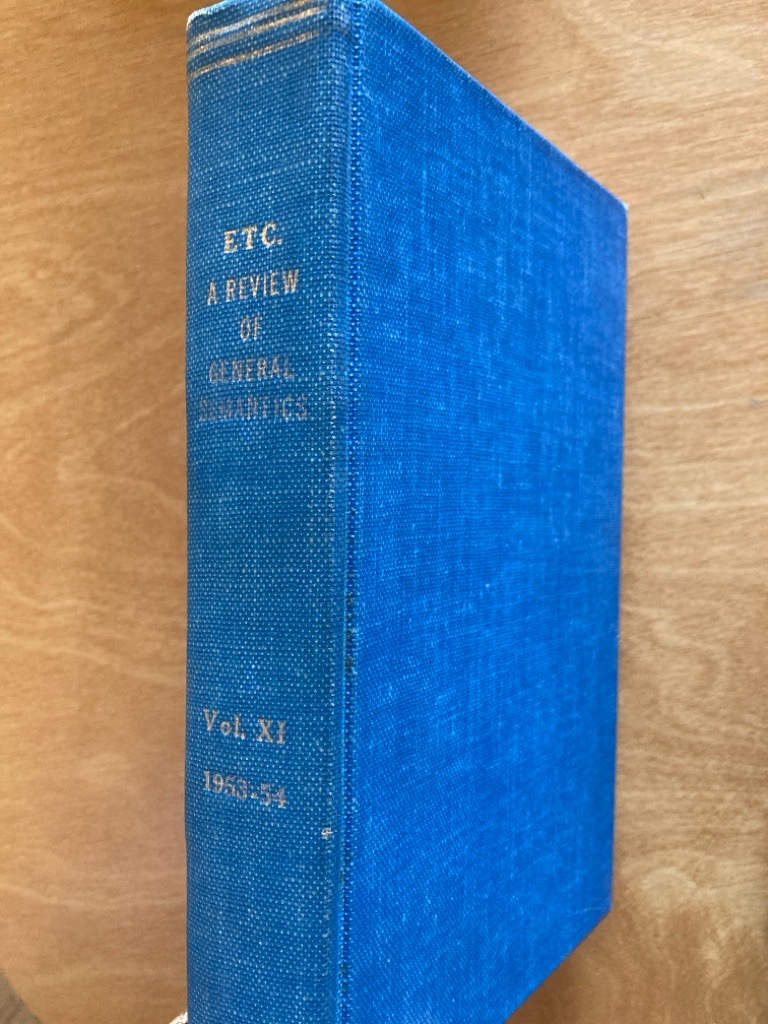 ETC.
A REVIEW
OF
GENERAL
SEMANTICS
Vol. XI
1953-54